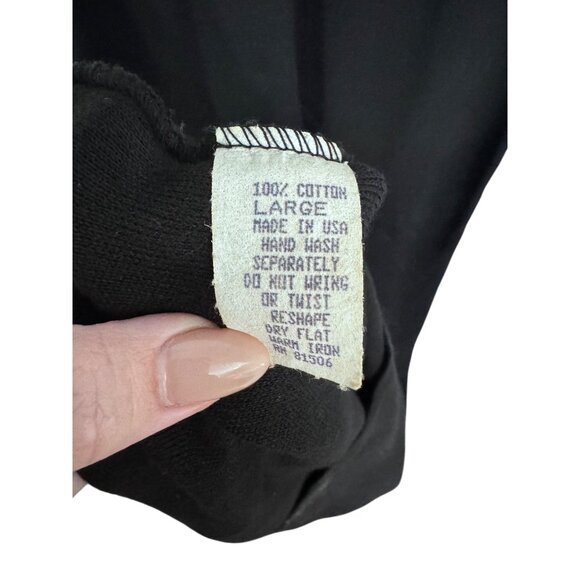 100% COTTON
LARGE
MADE IN USA
HAND WASH
SEPARATELY
DO NOT WRING
OR TWIST
RESHAPE
DRY FLAT
WARM IRON
RN 81506